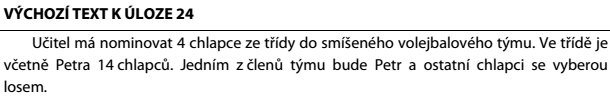 VÝCHOZÍ TEXT K ÚLOZE 24
Učitel má nominovat 4 chlapce ze třídy do smíšeného volejbalového týmu. Ve třídě je
včetně Petra 14 chlapců. Jedním z členů týmu bude Petr a ostatní chlapci se vyberou
losem.